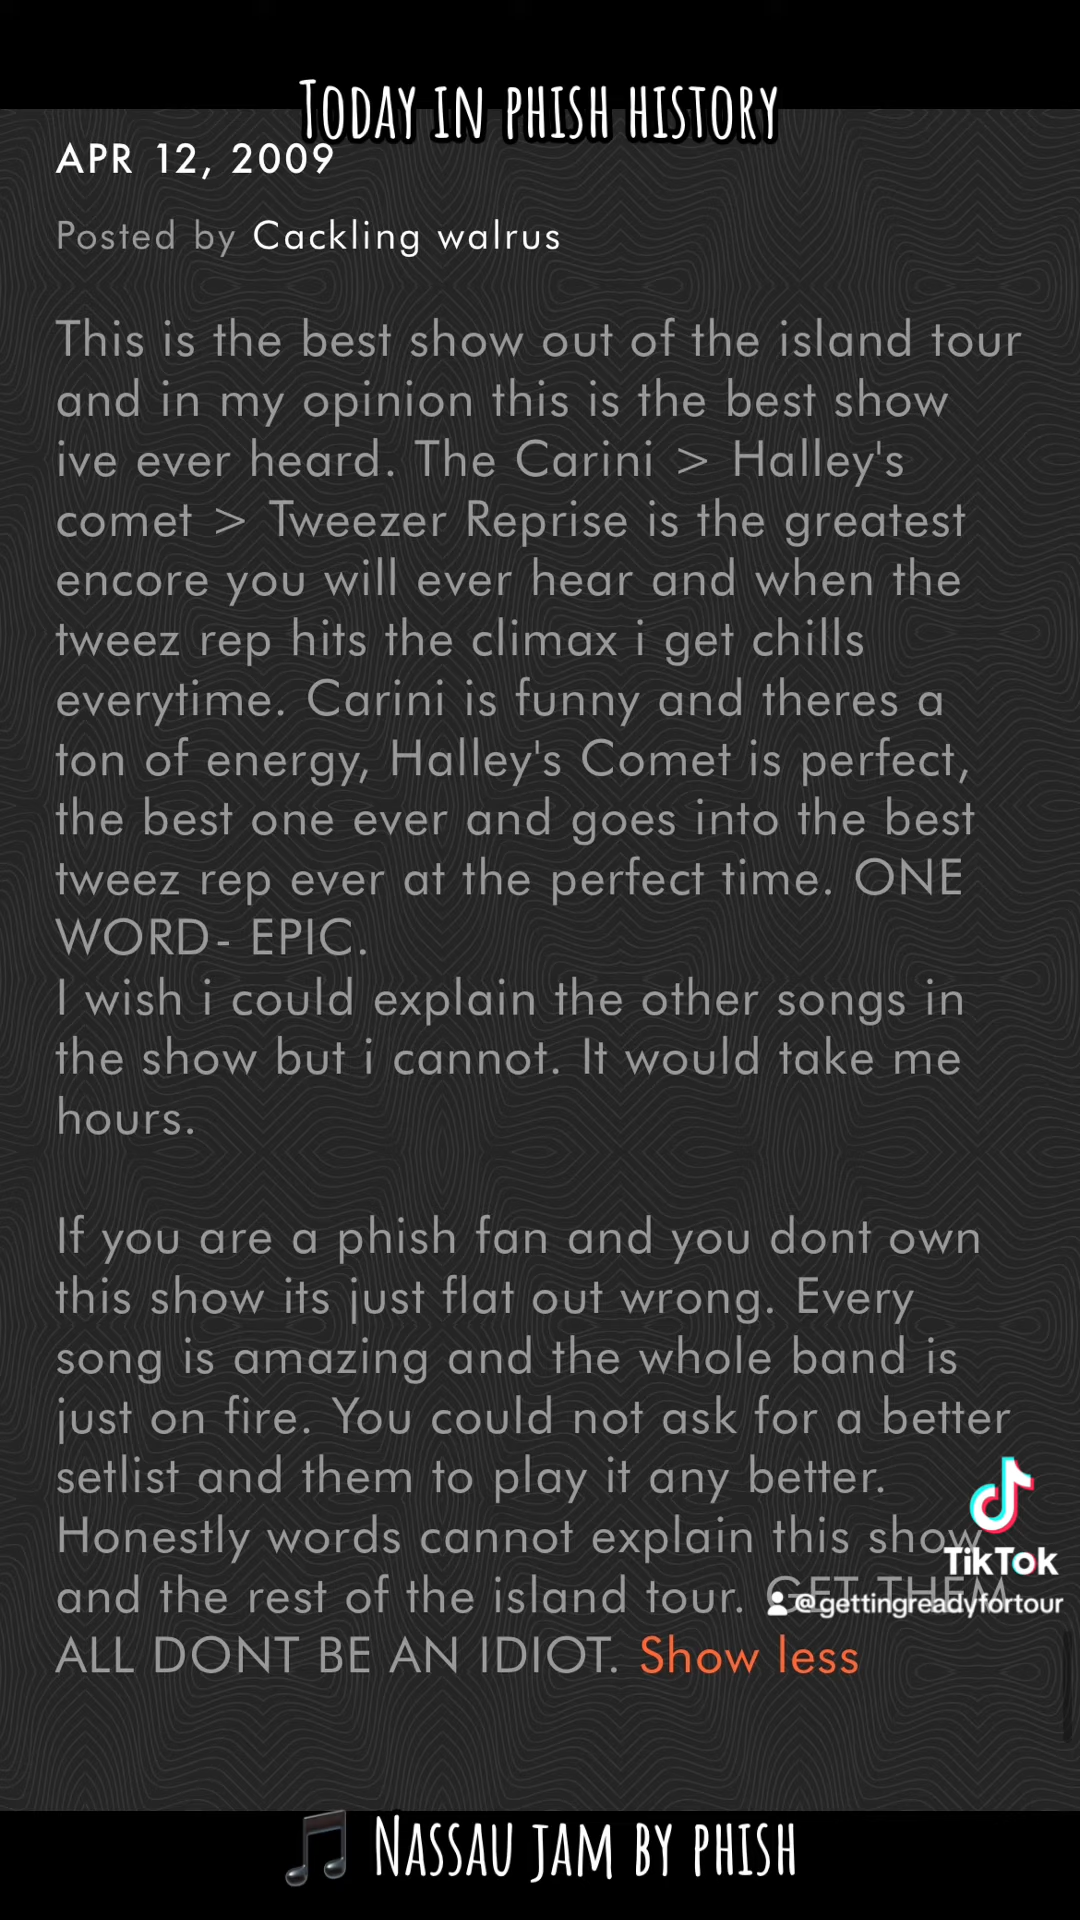 TODAY IN PHISH HISTORY
APR 12, 2009
Posted by Cackling walrus
This is the best show out of the island tour
and in my opinion this is the best show
ive ever heard. The Carini > Halley's
comet > Tweezer Reprise is the greatest
encore you will ever hear and when the
tweez rep hits the climax i get chills
everytime. Carini is funny and theres a
ton of energy, Halley's Comet is perfect,
the best one ever and goes into the best
tweez rep ever at the perfect time. ONE
WORD- EPIC.
I wish i could explain the other songs in
the show but i cannot. It would take me
hours.
If you are a phish fan and you dont own
this show its just flat out wrong. Every
song is amazing and the whole band is
just on fire. You could not ask for a better
setlist and them to play it any better.
Honestly words cannot explain this show
TikTok
and the rest of the island tour. GET THEM
@gettingreadyfortour
ALL DONT BE AN IDIOT. Show less
NASSAU JAM BY PHISH